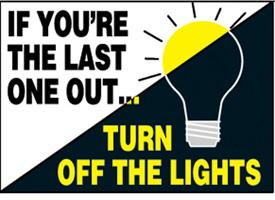 IF YOU'RE
THE LAST
ONE OUT...
TURN
OFF THE LIGHTS